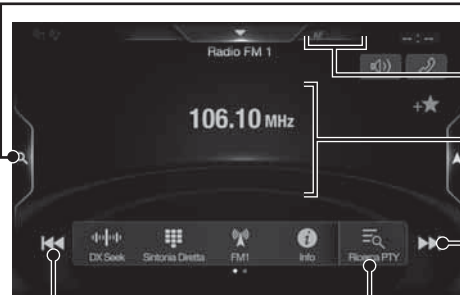 --:--
Radio FM 1
106.10 MHz
DX Seek
Sintonia Diretta
FM1
Info
Ricerca PTY